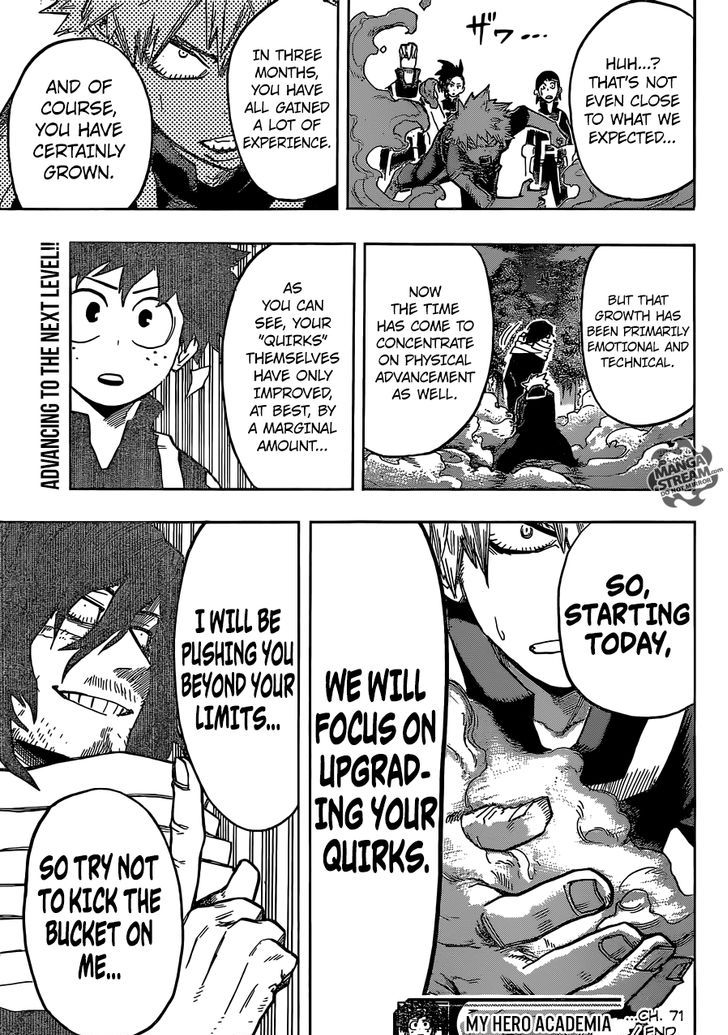 ザワ...
HUH...?
THAT'S NOT
EVEN CLOSE
TO WHAT WE
EXPECTED...
IN THREE
MONTHS,
YOU HAVE
ALL GAINED
A LOT OF
EXPERIENCE.
AND OF
COURSE,
YOU HAVE
CERTAINLY
GROWN.
BUT THAT
GROWTH HAS
BEEN PRIMARILY
EMOTIONAL AND
TECHNICAL.
NOW
THE TIME
HAS COME TO
CONCENTRATE
ON PHYSICAL
ADVANCEMENT
AS WELL.
AS
YOU CAN
SEE, YOUR
"QUIRKS"
THEMSELVES
HAVE ONLY
IMPROVED,
AT BEST, BY
A MARGINAL
AMOUNT...
ADVANCING TO THE NEXT LEVEL!!
MANGA
STREAM.com
DO NOT MIRROR
SO,
STARTING
TODAY,
WE WILL
FOCUS ON
UPGRAD-
ING YOUR
QUIRKS.
I WILL BE
PUSHING YOU
BEYOND YOUR
LIMITS...
SO TRY NOT
TO KICK THE
BUCKET ON
ME...
MY HERO ACADEMIA
...CH. 71
END